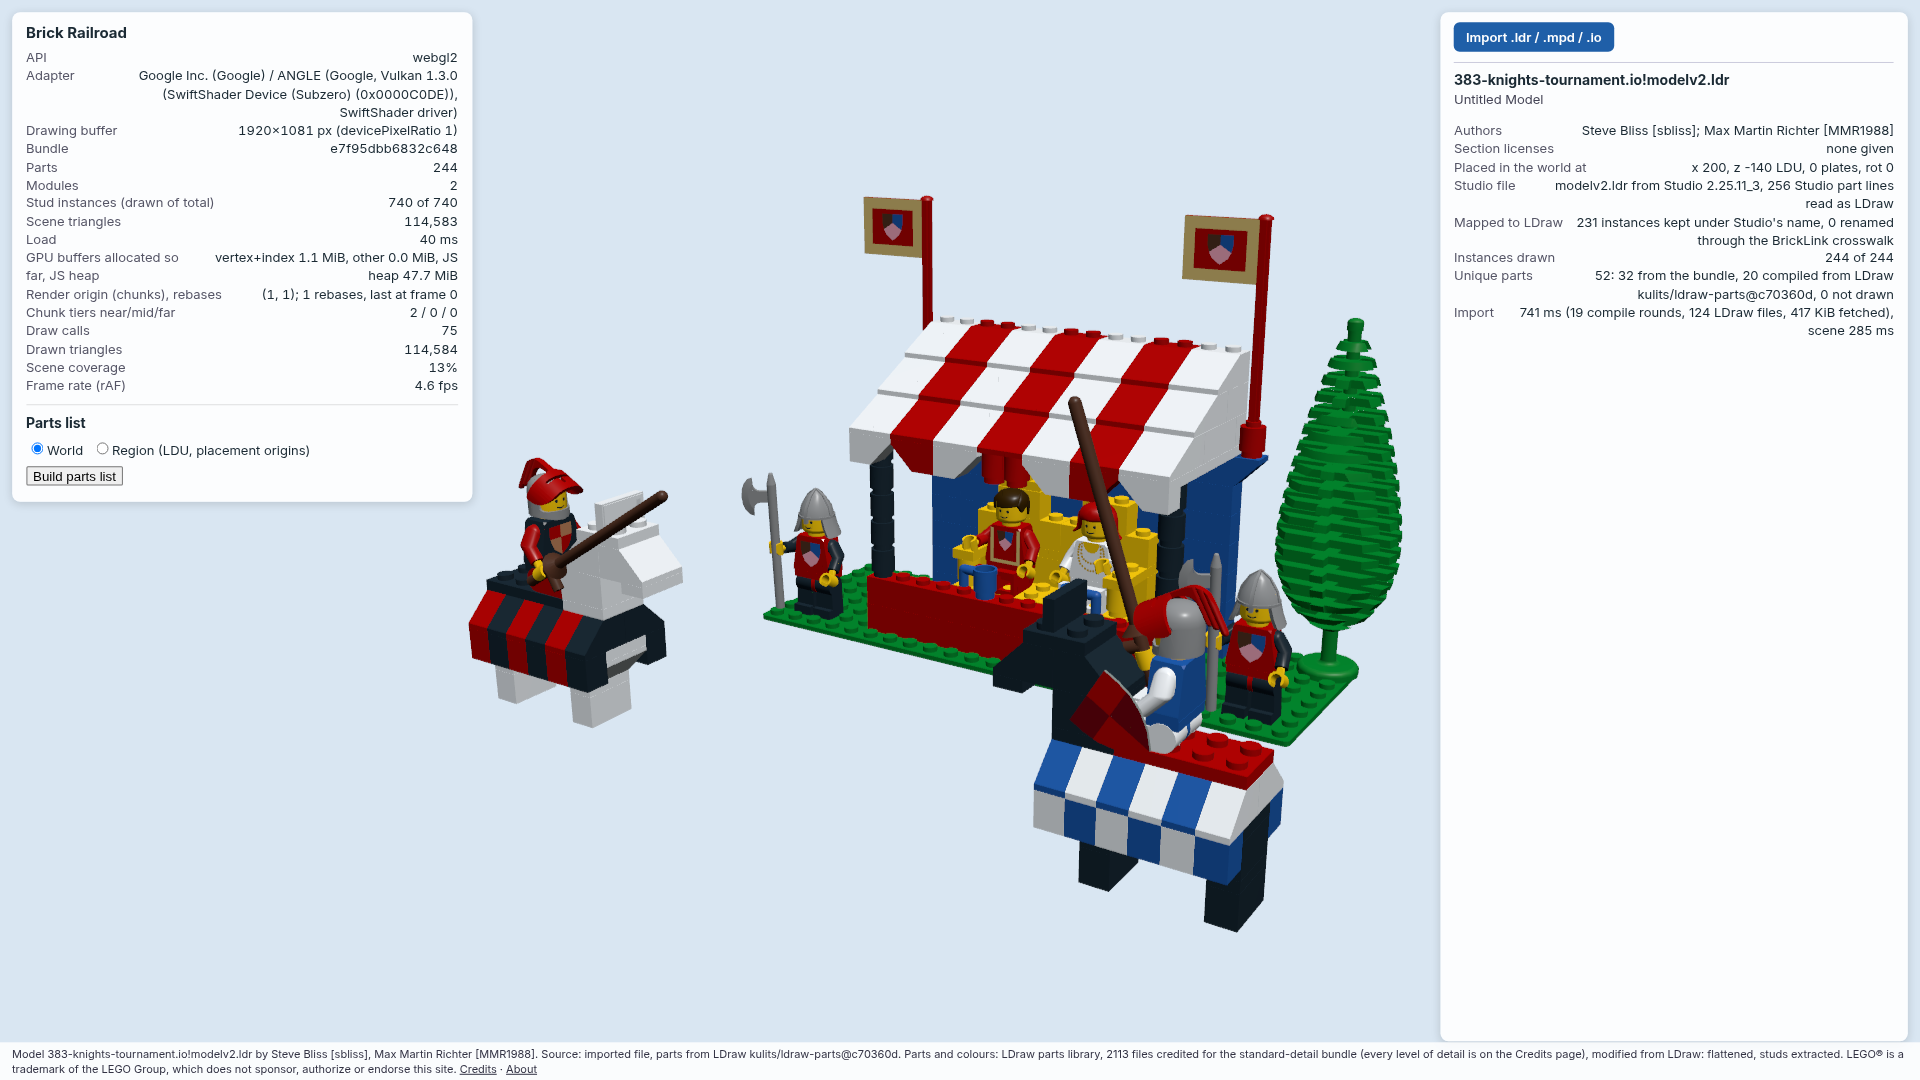 Brick Railroad
API webgl2
Adapter Google Inc. (Google) / ANGLE (Google, Vulkan 1.3.0
(SwiftShader Device (Subzero) (0x0000C0DE)),
SwiftShader driver)
Drawing buffer 1920×1081 px (devicePixelRatio 1)
Bundle e7f95dbb6832c648
Parts 244
Modules 2
Stud instances (drawn of total) 740 of 740
Scene triangles 114,583
Load 40 ms
GPU buffers allocated so vertex+index 1.1 MiB, other 0.0 MiB, JS
far, JS heap heap 47.7 MiB
Render origin (chunks), rebases (1, 1); 1 rebases, last at frame 0
Chunk tiers near/mid/far 2 / 0 / 0
Draw calls 75
Drawn triangles 114,584
Scene coverage 13%
Frame rate (rAF) 4.6 fps
Parts list
World Region (LDU, placement origins)
Build parts list
Import .ldr / .mpd / .io
383-knights-tournament.io!modelv2.ldr
Untitled Model
Authors Steve Bliss [sbliss]; Max Martin Richter [MMR1988]
Section licenses none given
Placed in the world at x 200, z -140 LDU, 0 plates, rot 0
Studio file modelv2.ldr from Studio 2.25.11_3, 256 Studio part lines
read as LDraw
Mapped to LDraw 231 instances kept under Studio's name, 0 renamed
through the BrickLink crosswalk
Instances drawn 244 of 244
Unique parts 52: 32 from the bundle, 20 compiled from LDraw
kulits/ldraw-parts@c70360d, 0 not drawn
Import 741 ms (19 compile rounds, 124 LDraw files, 417 KiB fetched),
scene 285 ms
Model 383-knights-tournament.io!modelv2.ldr by Steve Bliss [sbliss], Max Martin Richter [MMR1988]. Source: imported file, parts from LDraw kulits/ldraw-parts@c70360d. Parts and colours: LDraw parts library, 2113 files credited for the standard-detail bundle (every level of detail is on the Credits page), modified from LDraw: flattened, studs extracted. LEGO® is a
trademark of the LEGO Group, which does not sponsor, authorize or endorse this site. Credits · About